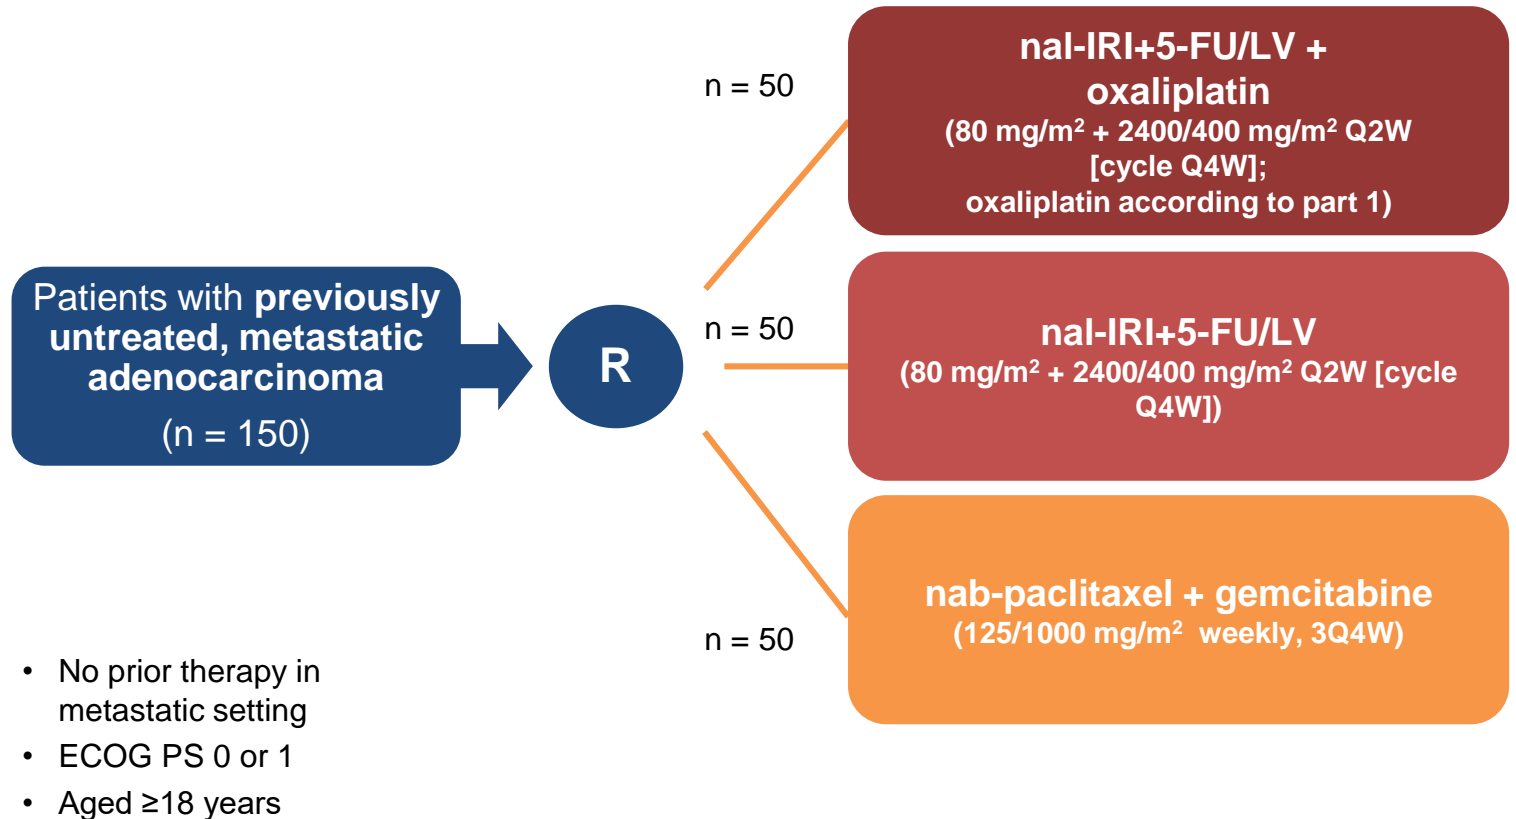 Patients with previously
untreated, metastatic
adenocarcinoma
(n = 150)
R
n = 50
nal-IRI+5-FU/LV +
oxaliplatin
(80 mg/m² + 2400/400 mg/m² Q2W
[cycle Q4W];
oxaliplatin according to part 1)
n = 50
nal-IRI+5-FU/LV
(80 mg/m² + 2400/400 mg/m² Q2W [cycle
Q4W])
n = 50
nab-paclitaxel + gemcitabine
(125/1000 mg/m² weekly, 3Q4W)
• No prior therapy in
metastatic setting
• ECOG PS 0 or 1
• Aged ≥18 years